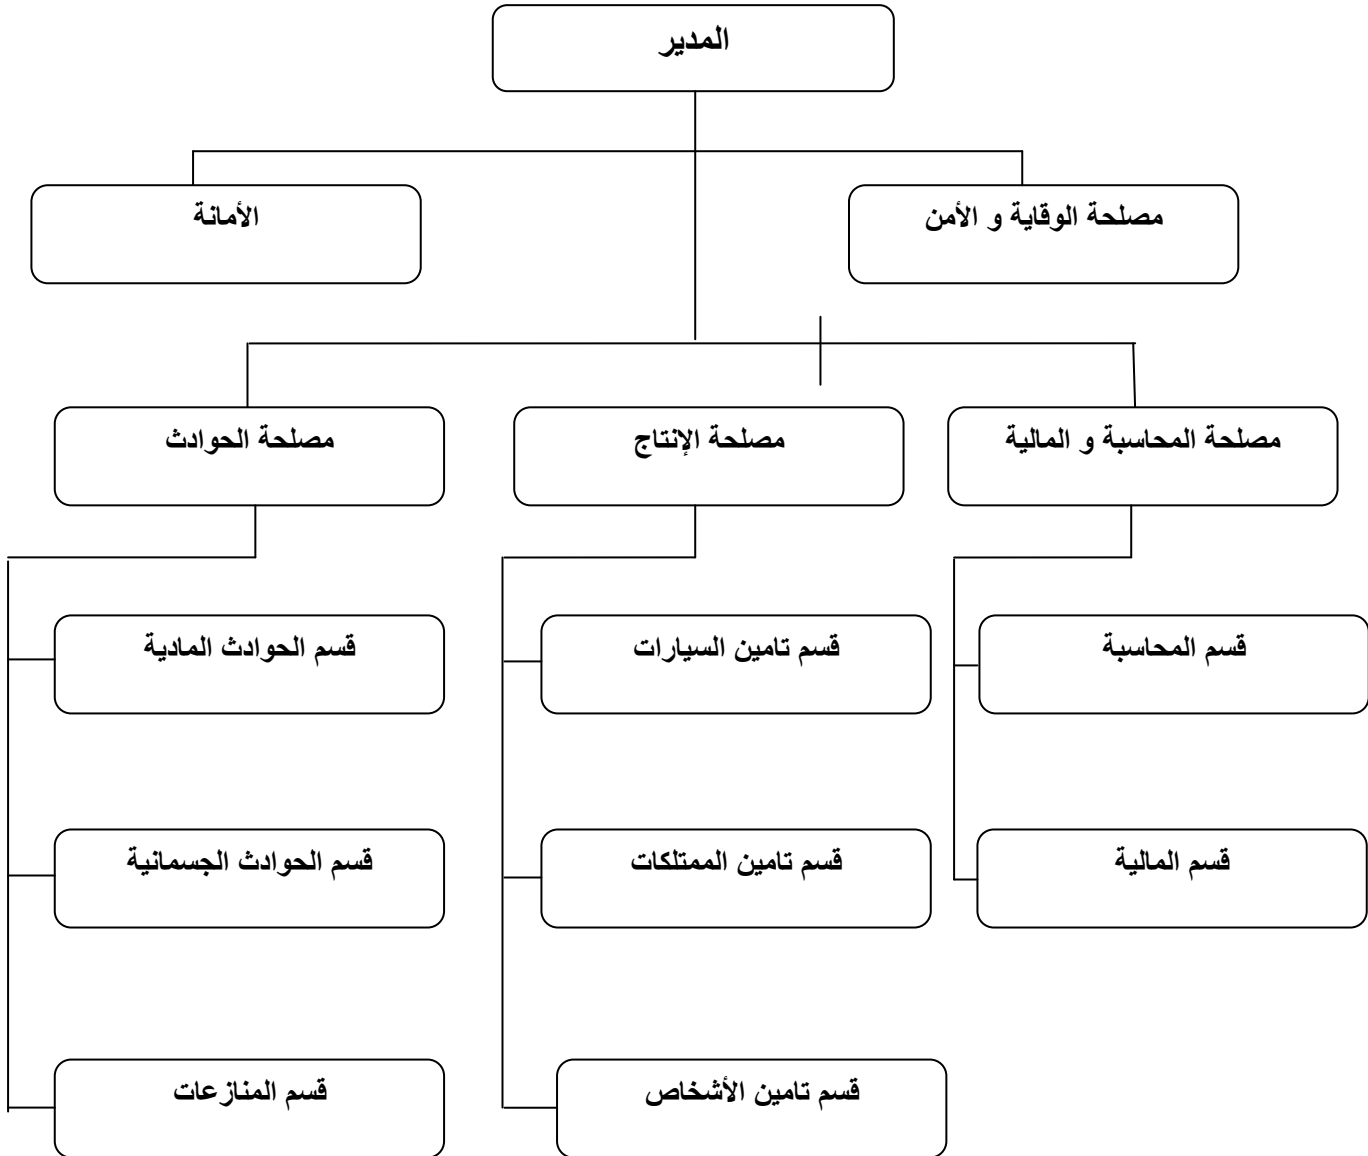 المدير
مصلحة الوقاية و الأمن
الأمانة
مصلحة المحاسبة و المالية
مصلحة الإنتاج
مصلحة الحوادث
قسم المحاسبة
قسم تامين السيارات
قسم الحوادث المادية
قسم المالية
قسم تامين الممتلكات
قسم الحوادث الجسمانية
قسم تامين الأشخاص
قسم المنازعات